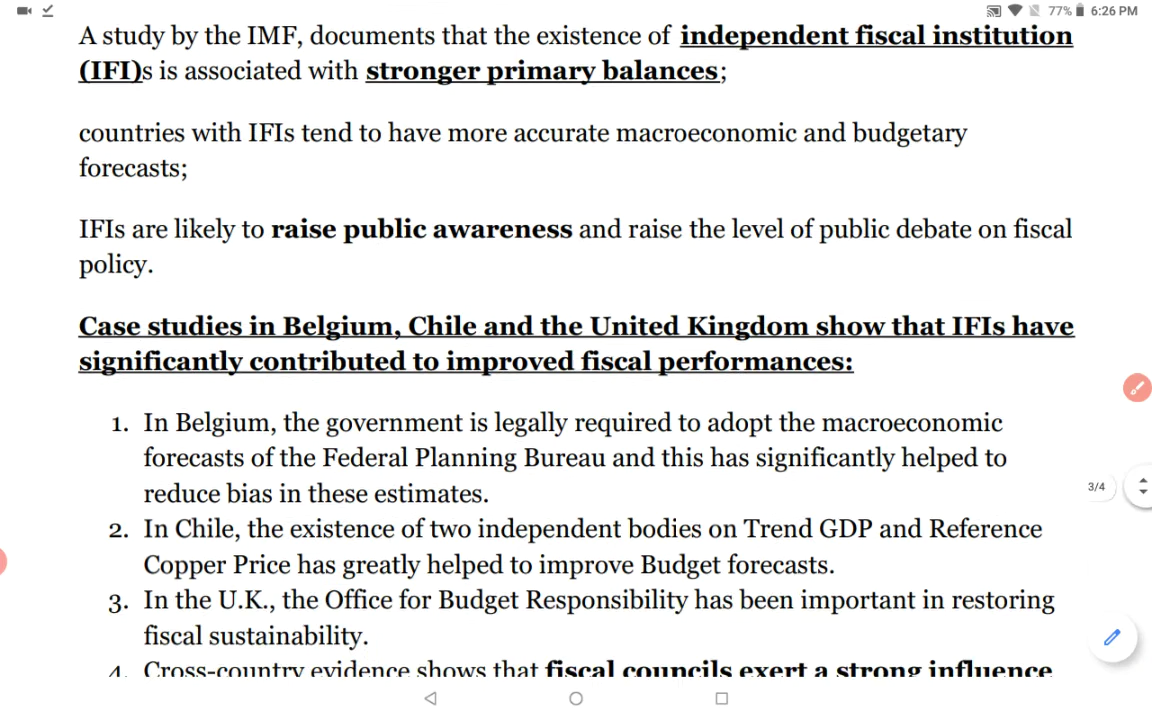 77% 6:26 PM
A study by the IMF, documents that the existence of independent fiscal institution
(IFI)s is associated with stronger primary balances;
countries with IFIs tend to have more accurate macroeconomic and budgetary
forecasts;
IFIs are likely to raise public awareness and raise the level of public debate on fiscal
policy.
Case studies in Belgium, Chile and the United Kingdom show that IFIs have
significantly contributed to improved fiscal performances:
1. In Belgium, the government is legally required to adopt the macroeconomic
forecasts of the Federal Planning Bureau and this has significantly helped to
reduce bias in these estimates.
3/4
2. In Chile, the existence of two independent bodies on Trend GDP and Reference
Copper Price has greatly helped to improve Budget forecasts.
3. In the U.K., the Office for Budget Responsibility has been important in restoring
fiscal sustainability.
4. Cross-country evidence shows that fiscal councils exert a strong influence